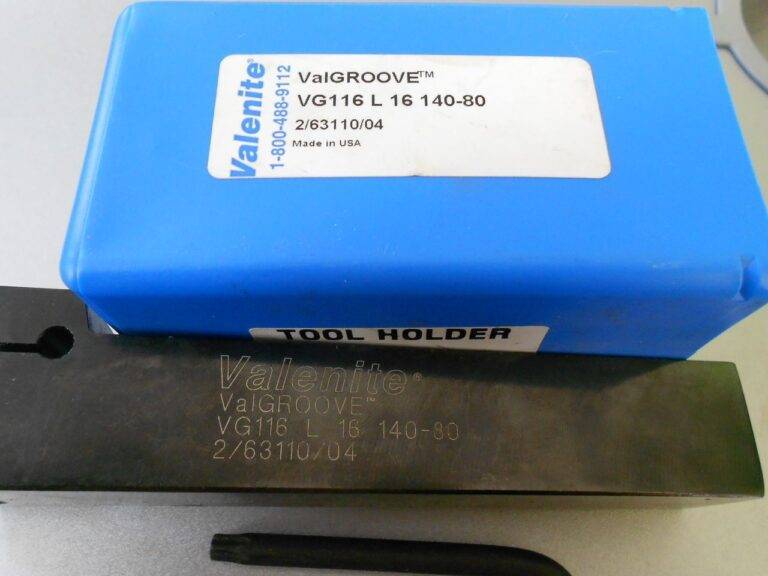 Valenite®
1-800-488-9112
ValGROOVE™
VG116 L 16 140-80
2/63110/04
Made in USA
TOOL HOLDER
Valenite®
ValGROOVE™
VG116 L 16 140-80
2/63110/04